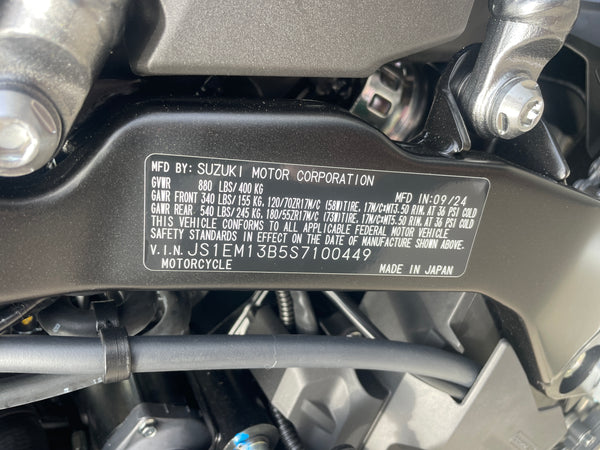 MFD BY: SUZUKI MOTOR CORPORATION
GVWR 880 LBS/400 KG MFD IN:09/24
GAWR FRONT 340 LBS/155 KG. 120/70ZR17M/C (58W)TIRE. 17M/C×MT3.50 RIN. AT 36 PSI COLD
GAWR REAR. 540 LBS/245 KG. 180/55ZR17M/C (73W)TIRE. 17M/C×MT5.50 RIN. AT 36 PSI COLD
THIS VEHICLE CONFORMS TO ALL APPLICABLE FEDERAL MOTOR VEHICLE
SAFETY STANDARDS IN EFFECT ON THE DATE OF MANUFACTURE SHOWN ABOVE.
V.I.N. JS1EM13B5S7100449
MOTORCYCLE MADE IN JAPAN